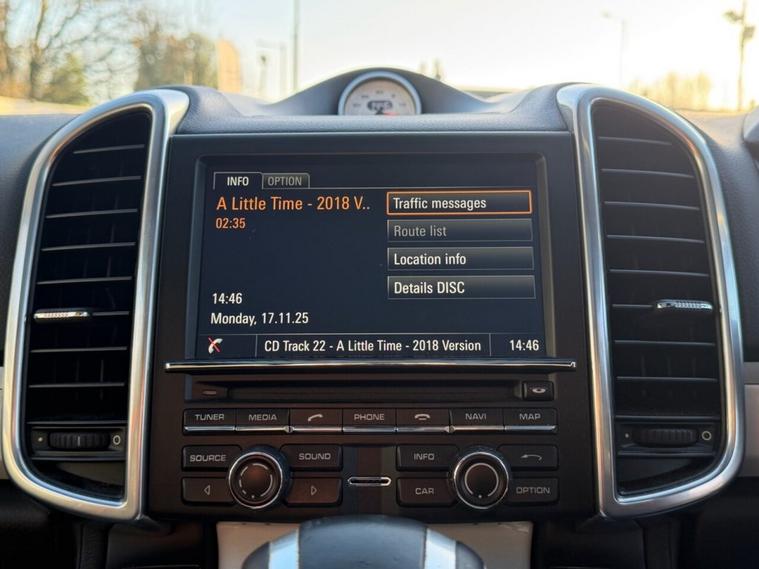 INFO OPTION
A Little Time - 2018 V..
02:35
Traffic messages
Route list
Location info
Details DISC
14:46
Monday, 17.11.25
CD Track 22 - A Little Time - 2018 Version 14:46
TUNER MEDIA PHONE NAVI MAP
SOURCE SOUND INFO
CAR OPTION